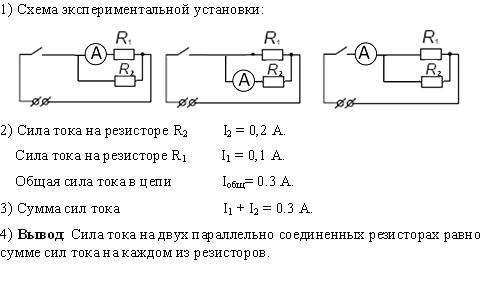 1) Схема экспериментальной установки:
A R₁ R₂ R₁ A R₂ A R₁ R₂
2) Сила тока на резисторе R₂ I₂ = 0,2 А.
Сила тока на резисторе R₁ I₁ = 0,1 А.
Общая сила тока в цепи Iобщ= 0.3 А.
3) Сумма сил тока I₁ + I₂ = 0.3 А.
4) Вывод. Сила тока на двух параллельно соединенных резисторах равно
сумме сил тока на каждом из резисторов.